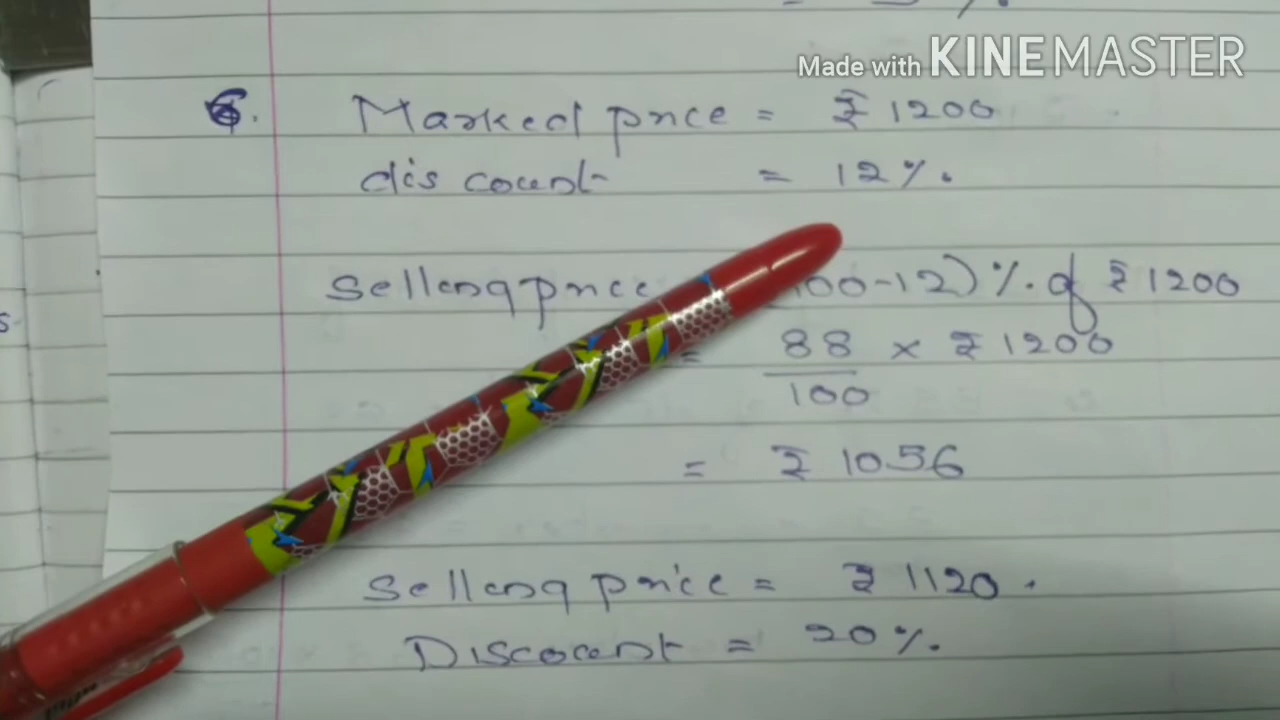 Made with KINEMASTER
6. Marked price = ₹ 1200
discount = 12 %.
Selling price 100-12) % of ₹ 1200
= 88 × ₹ 1200
100
= ₹ 1056
Selling price = ₹ 1120.
Discount = 20 %.